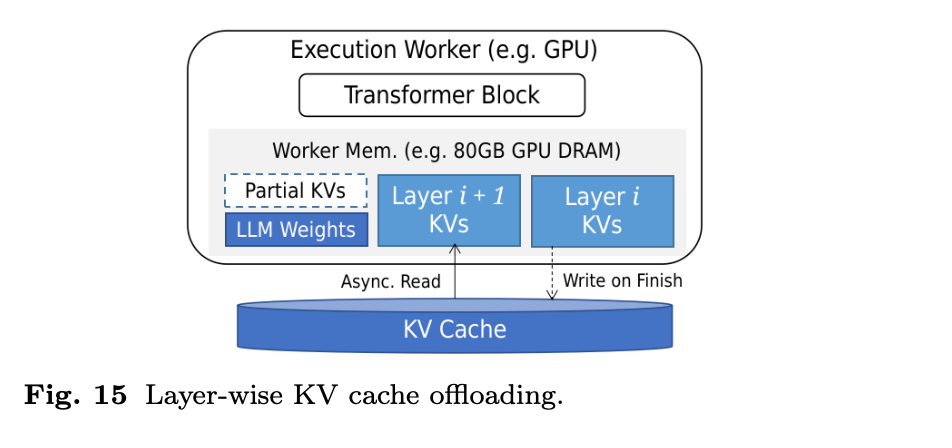 Execution Worker (e.g. GPU)
Transformer Block
Worker Mem. (e.g. 80GB GPU DRAM)
Partial KVs
LLM Weights
Layer i + 1
KVs
Layer i
KVs
Async. Read
Write on Finish
KV Cache
Fig. 15 Layer-wise KV cache offloading.